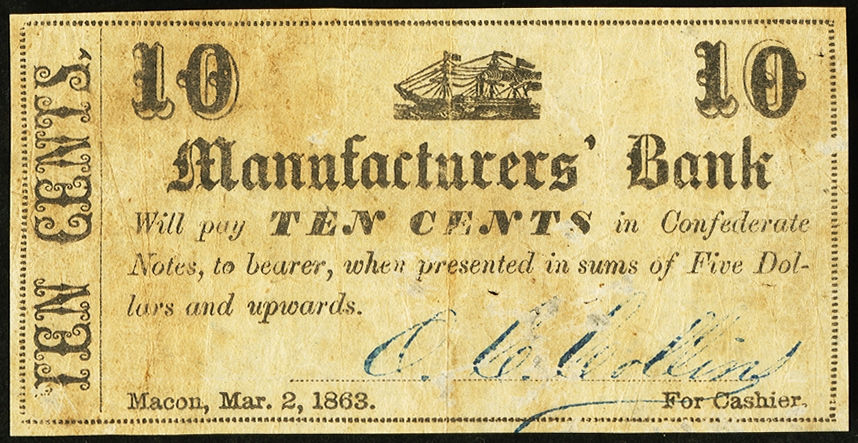 TEN CENTS,
10 10
Manufacturers' Bank
Will pay TEN CENTS in Confederate
Notes, to bearer, when presented in sums of Five Dol-
lars and upwards.
O. C. Rollins
Macon, Mar. 2, 1863. For Cashier.